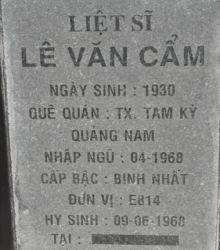 LIỆT SĨ
LÊ VĂN CẨM
NGÀY SINH : 1930
QUÊ QUÁN : TX. TAM KỲ
QUẢNG NAM
NHẬP NGŨ : 04-1968
CẤP BẬC : BINH NHẤT
ĐƠN VỊ : E814
HY SINH : 09-06-1968
TẠI :